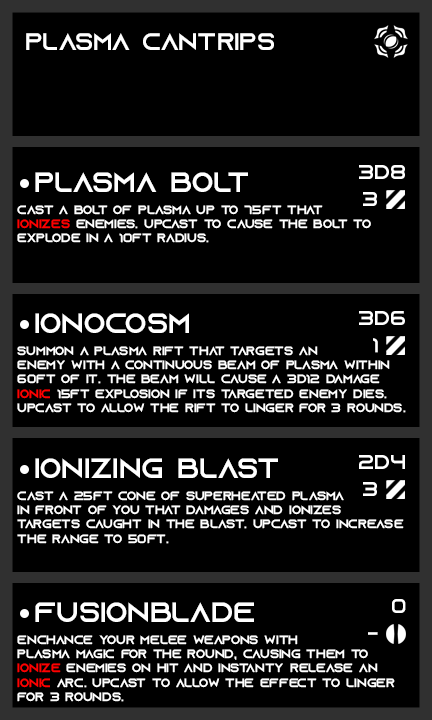 PLASMA CANTRIPS
•PLASMA BOLT
3D8
3
CAST A BOLT OF PLASMA UP TO 75FT THAT
IONIZES ENEMIES. UPCAST TO CAUSE THE BOLT TO
EXPLODE IN A 10FT RADIUS.
•IONOCOSM
3D6
1
SUMMON A PLASMA RIFT THAT TARGETS AN
ENEMY WITH A CONTINUOUS BEAM OF PLASMA WITHIN
60FT OF IT. THE BEAM WILL CAUSE A 3D12 DAMAGE
IONIC 15FT EXPLOSION IF ITS TARGETED ENEMY DIES.
UPCAST TO ALLOW THE RIFT TO LINGER FOR 3 ROUNDS.
•IONIZING BLAST
2D4
3
CAST A 25FT CONE OF SUPERHEATED PLASMA
IN FRONT OF YOU THAT DAMAGES AND IONIZES
TARGETS CAUGHT IN THE BLAST. UPCAST TO INCREASE
THE RANGE TO 50FT.
•FUSIONBLADE
0
-
ENCHANCE YOUR MELEE WEAPONS WITH
PLASMA MAGIC FOR THE ROUND, CAUSING THEM TO
IONIZE ENEMIES ON HIT AND INSTANTY RELEASE AN
IONIC ARC. UPCAST TO ALLOW THE EFFECT TO LINGER
FOR 3 ROUNDS.